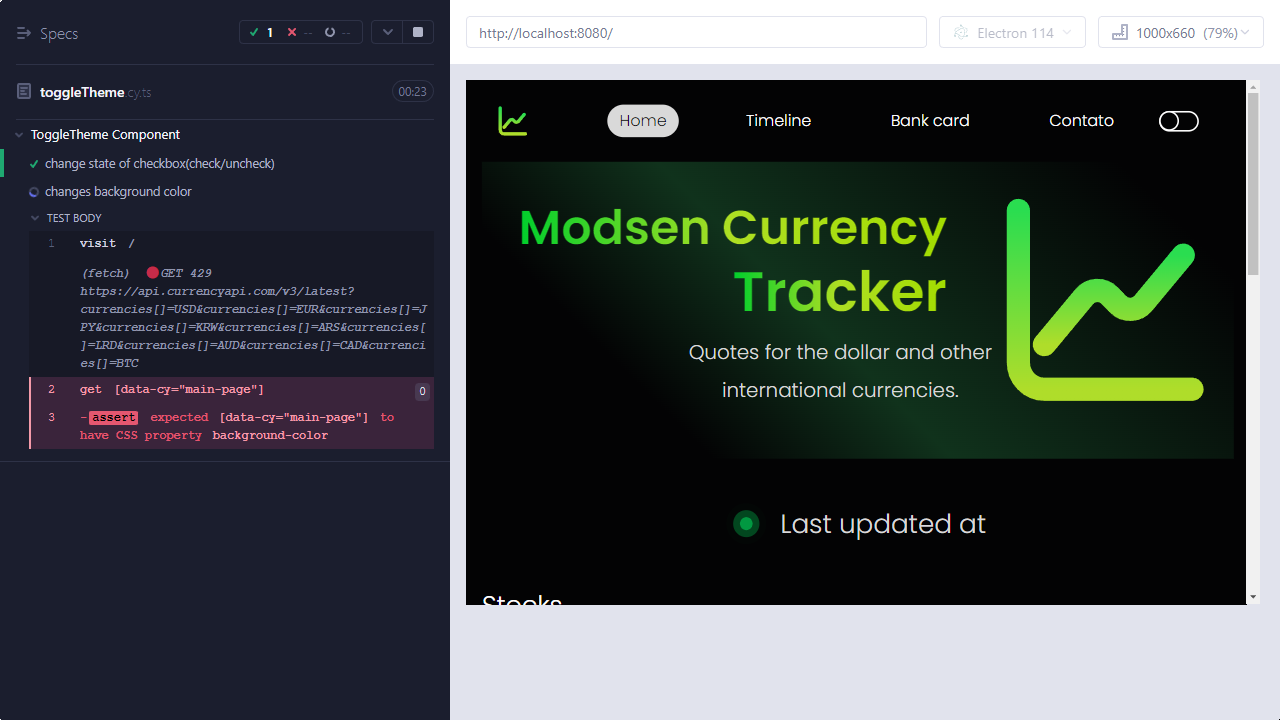 Specs
1
--
--
toggleTheme.cy.ts
00:23
ToggleTheme Component
change state of checkbox(check/uncheck)
changes background color
TEST BODY
1 visit /
(fetch) GET 429
https://api.currencyapi.com/v3/latest?
currencies[]=USD&currencies[]=EUR&currencies[]=J
PY&currencies[]=KRW&currencies[]=ARS&currencies[
]=LRD&currencies[]=AUD&currencies[]=CAD&currenci
es[]=BTC
2 get [data-cy="main-page"] 0
3 -assert expected [data-cy="main-page"] to
have CSS property background-color
http://localhost:8080/
Electron 114
1000x660 (79%)
Home
Timeline
Bank card
Contato
Modsen Currency
Tracker
Quotes for the dollar and other
international currencies.
Last updated at
Stocks